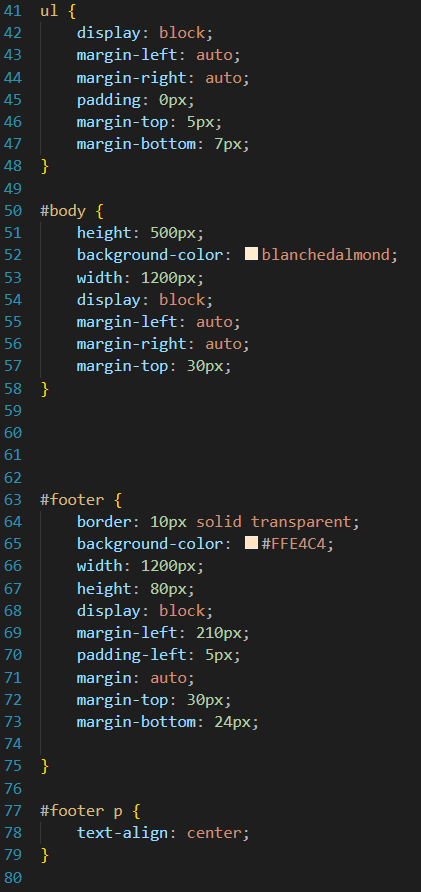 41 ul {
42     display: block;
43     margin-left: auto;
44     margin-right: auto;
45     padding: 0px;
46     margin-top: 5px;
47     margin-bottom: 7px;
48 }
49
50 #body {
51     height: 500px;
52     background-color: blanchedalmond;
53     width: 1200px;
54     display: block;
55     margin-left: auto;
56     margin-right: auto;
57     margin-top: 30px;
58 }
59
60
61
62
63 #footer {
64     border: 10px solid transparent;
65     background-color: #FFE4C4;
66     width: 1200px;
67     height: 80px;
68     display: block;
69     margin-left: 210px;
70     padding-left: 5px;
71     margin: auto;
72     margin-top: 30px;
73     margin-bottom: 24px;
74
75 }
76
77 #footer p {
78     text-align: center;
79 }
80